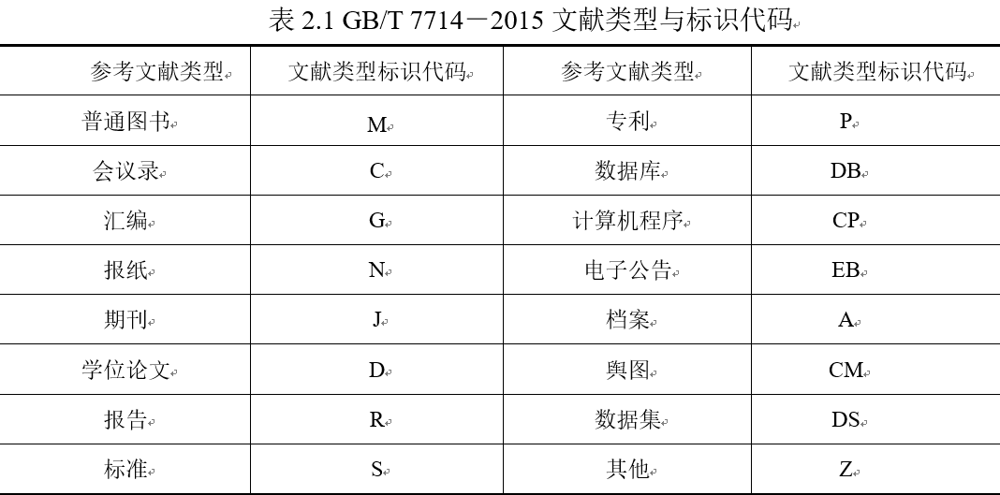 表 2.1 GB/T 7714－2015 文献类型与标识代码
参考文献类型 文献类型标识代码 参考文献类型 文献类型标识代码
普通图书 M 专利 P
会议录 C 数据库 DB
汇编 G 计算机程序 CP
报纸 N 电子公告 EB
期刊 J 档案 A
学位论文 D 舆图 CM
报告 R 数据集 DS
标准 S 其他 Z